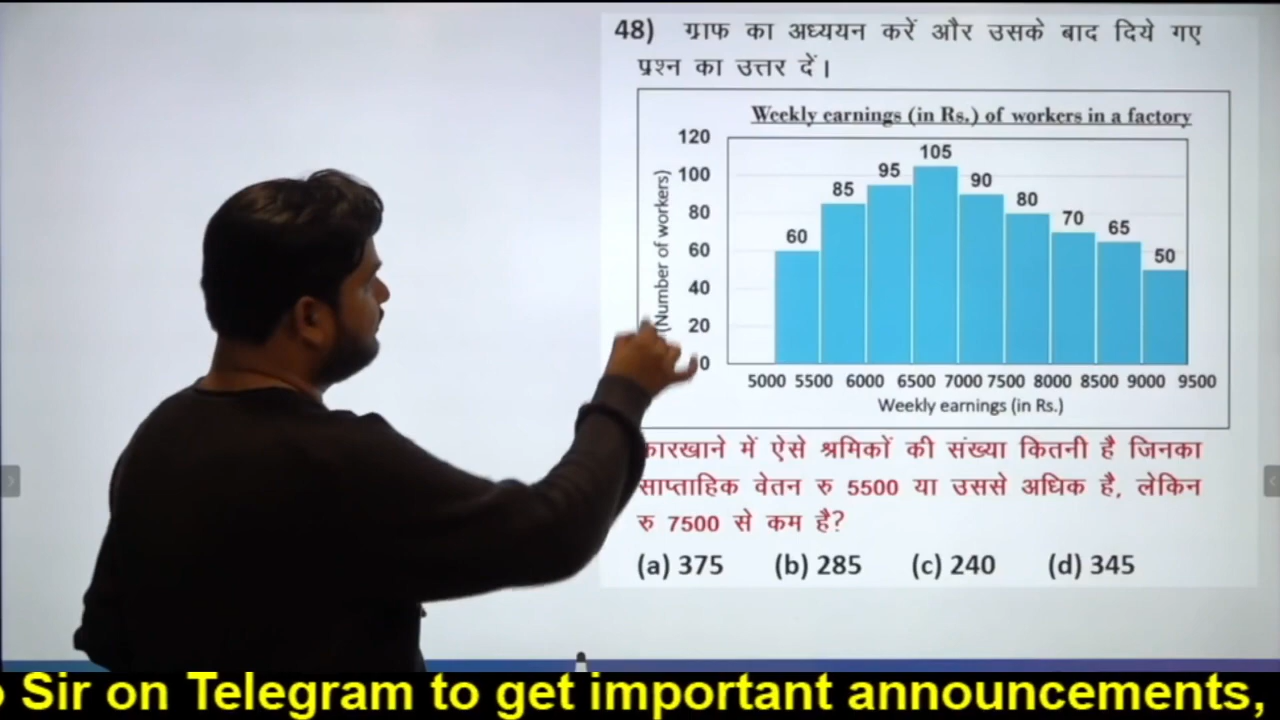 48) ग्राफ का अध्ययन करें और उसके बाद दिये गए
प्रश्न का उत्तर दें।
Weekly earnings (in Rs.) of workers in a factory
(Number of workers)
120
100
80
60
40
20
0
60
85
95
105
90
80
70
65
50
5000 5500 6000 6500 7000 7500 8000 8500 9000 9500
Weekly earnings (in Rs.)
कारखाने में ऐसे श्रमिकों की संख्या कितनी है जिनका
साप्ताहिक वेतन रु 5500 या उससे अधिक है, लेकिन
रु 7500 से कम है?
(a) 375 (b) 285 (c) 240 (d) 345
Sir on Telegram to get important announcements,